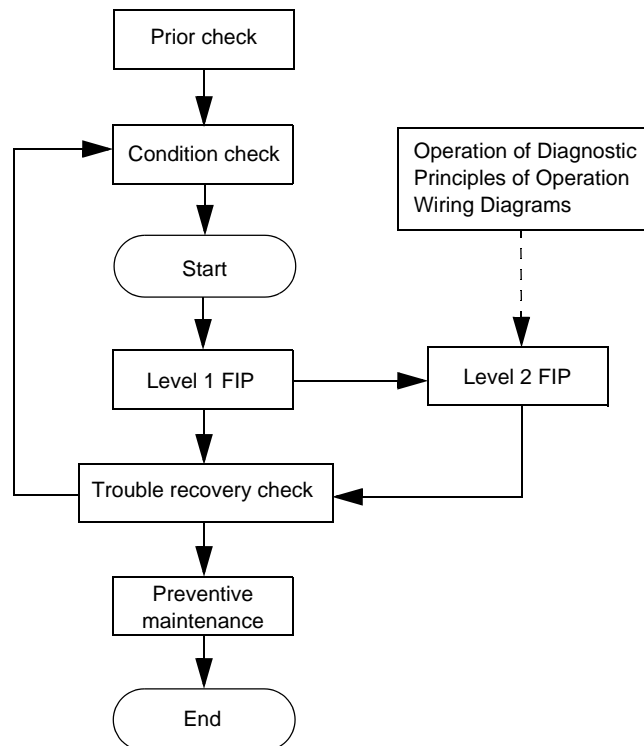 Prior check
Condition check
Operation of Diagnostic
Principles of Operation
Wiring Diagrams
Start
Level 1 FIP
Level 2 FIP
Trouble recovery check
Preventive
maintenance
End